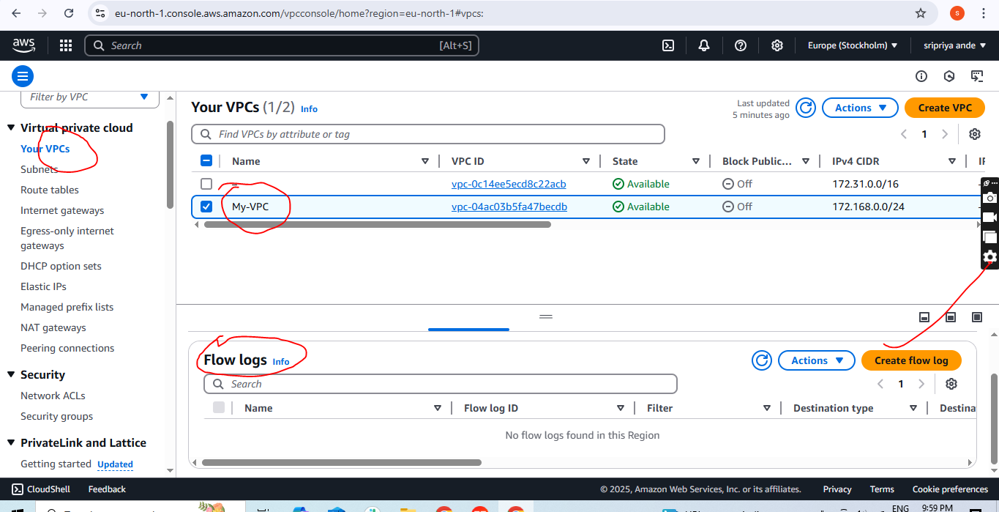 eu-north-1.console.aws.amazon.com/vpcconsole/home?region=eu-north-1#vpcs:
S
aws
Search
[Alt+S]
Europe (Stockholm)
sripriya ande
Filter by VPC
Virtual private cloud
Your VPCs
Subnets
Route tables
Internet gateways
Egress-only internet
gateways
DHCP option sets
Elastic IPs
Managed prefix lists
NAT gateways
Peering connections
Security
Network ACLs
Security groups
PrivateLink and Lattice
Getting started Updated
Your VPCs (1/2) Info
Last updated
5 minutes ago
Actions
Create VPC
Find VPCs by attribute or tag
1
Name VPC ID State Block Public... IPv4 CIDR
– vpc-0c14ee5ecd8c22acb Available Off 172.31.0.0/16
My-VPC vpc-04ac03b5fa47becdb Available Off 172.168.0.0/24
Flow logs Info
Actions
Create flow log
Search
1
Name Flow log ID Filter Destination type Destina
No flow logs found in this Region
CloudShell Feedback © 2025, Amazon Web Services, Inc. or its affiliates. Privacy Terms Cookie preferences
ENG 9:59 PM